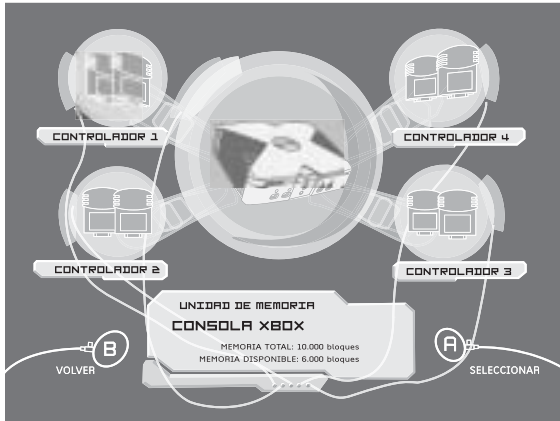 CONTROLADOR 1
CONTROLADOR 4
CONTROLADOR 2
CONTROLADOR 3
UNIDAD DE MEMORIA
CONSOLA XBOX
MEMORIA TOTAL: 10.000 bloques
MEMORIA DISPONIBLE: 6.000 bloques
B
VOLVER
A
SELECCIONAR